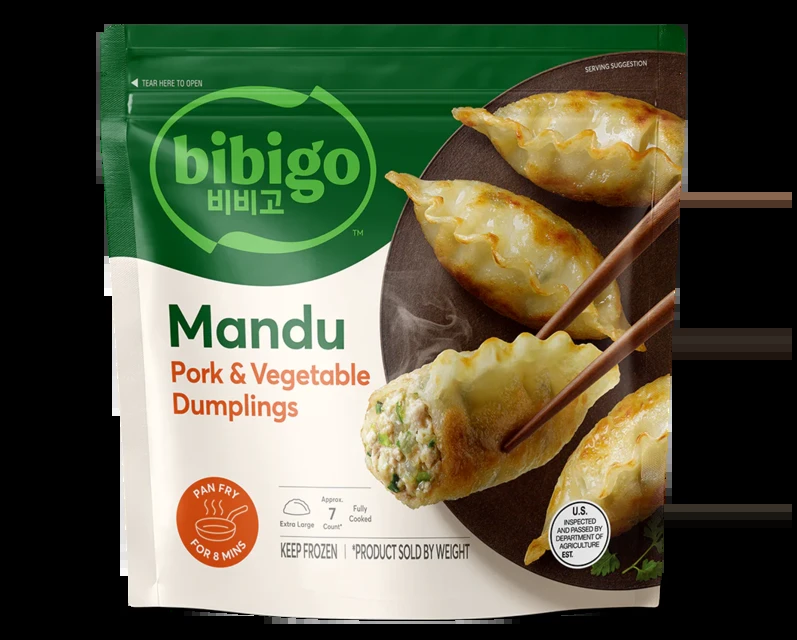 SERVING SUGGESTION
TEAR HERE TO OPEN
bibigo
비비고
TM
Mandu
Pork & Vegetable
Dumplings
PAN FRY
FOR 8 MINS
Extra Large
Approx.
7
Count*
Fully
Cooked
KEEP FROZEN | *PRODUCT SOLD BY WEIGHT
U.S.
INSPECTED
AND PASSED BY
DEPARTMENT OF
AGRICULTURE
EST.